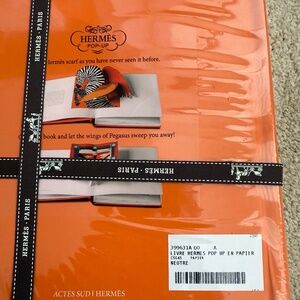 HERMÈS
POP-UP
Hermès scarf as you have never seen it before.
book and let the wings of Pegasus sweep you away!
HERMÈS - PARIS
HERMÈS - PARIS
HERMÈS - PARIS
399631A 00 A
LIVRE HERMES POP UP EN PAPIER
PAPIER
NEUTRE
ACTES SUD | HERMÈS